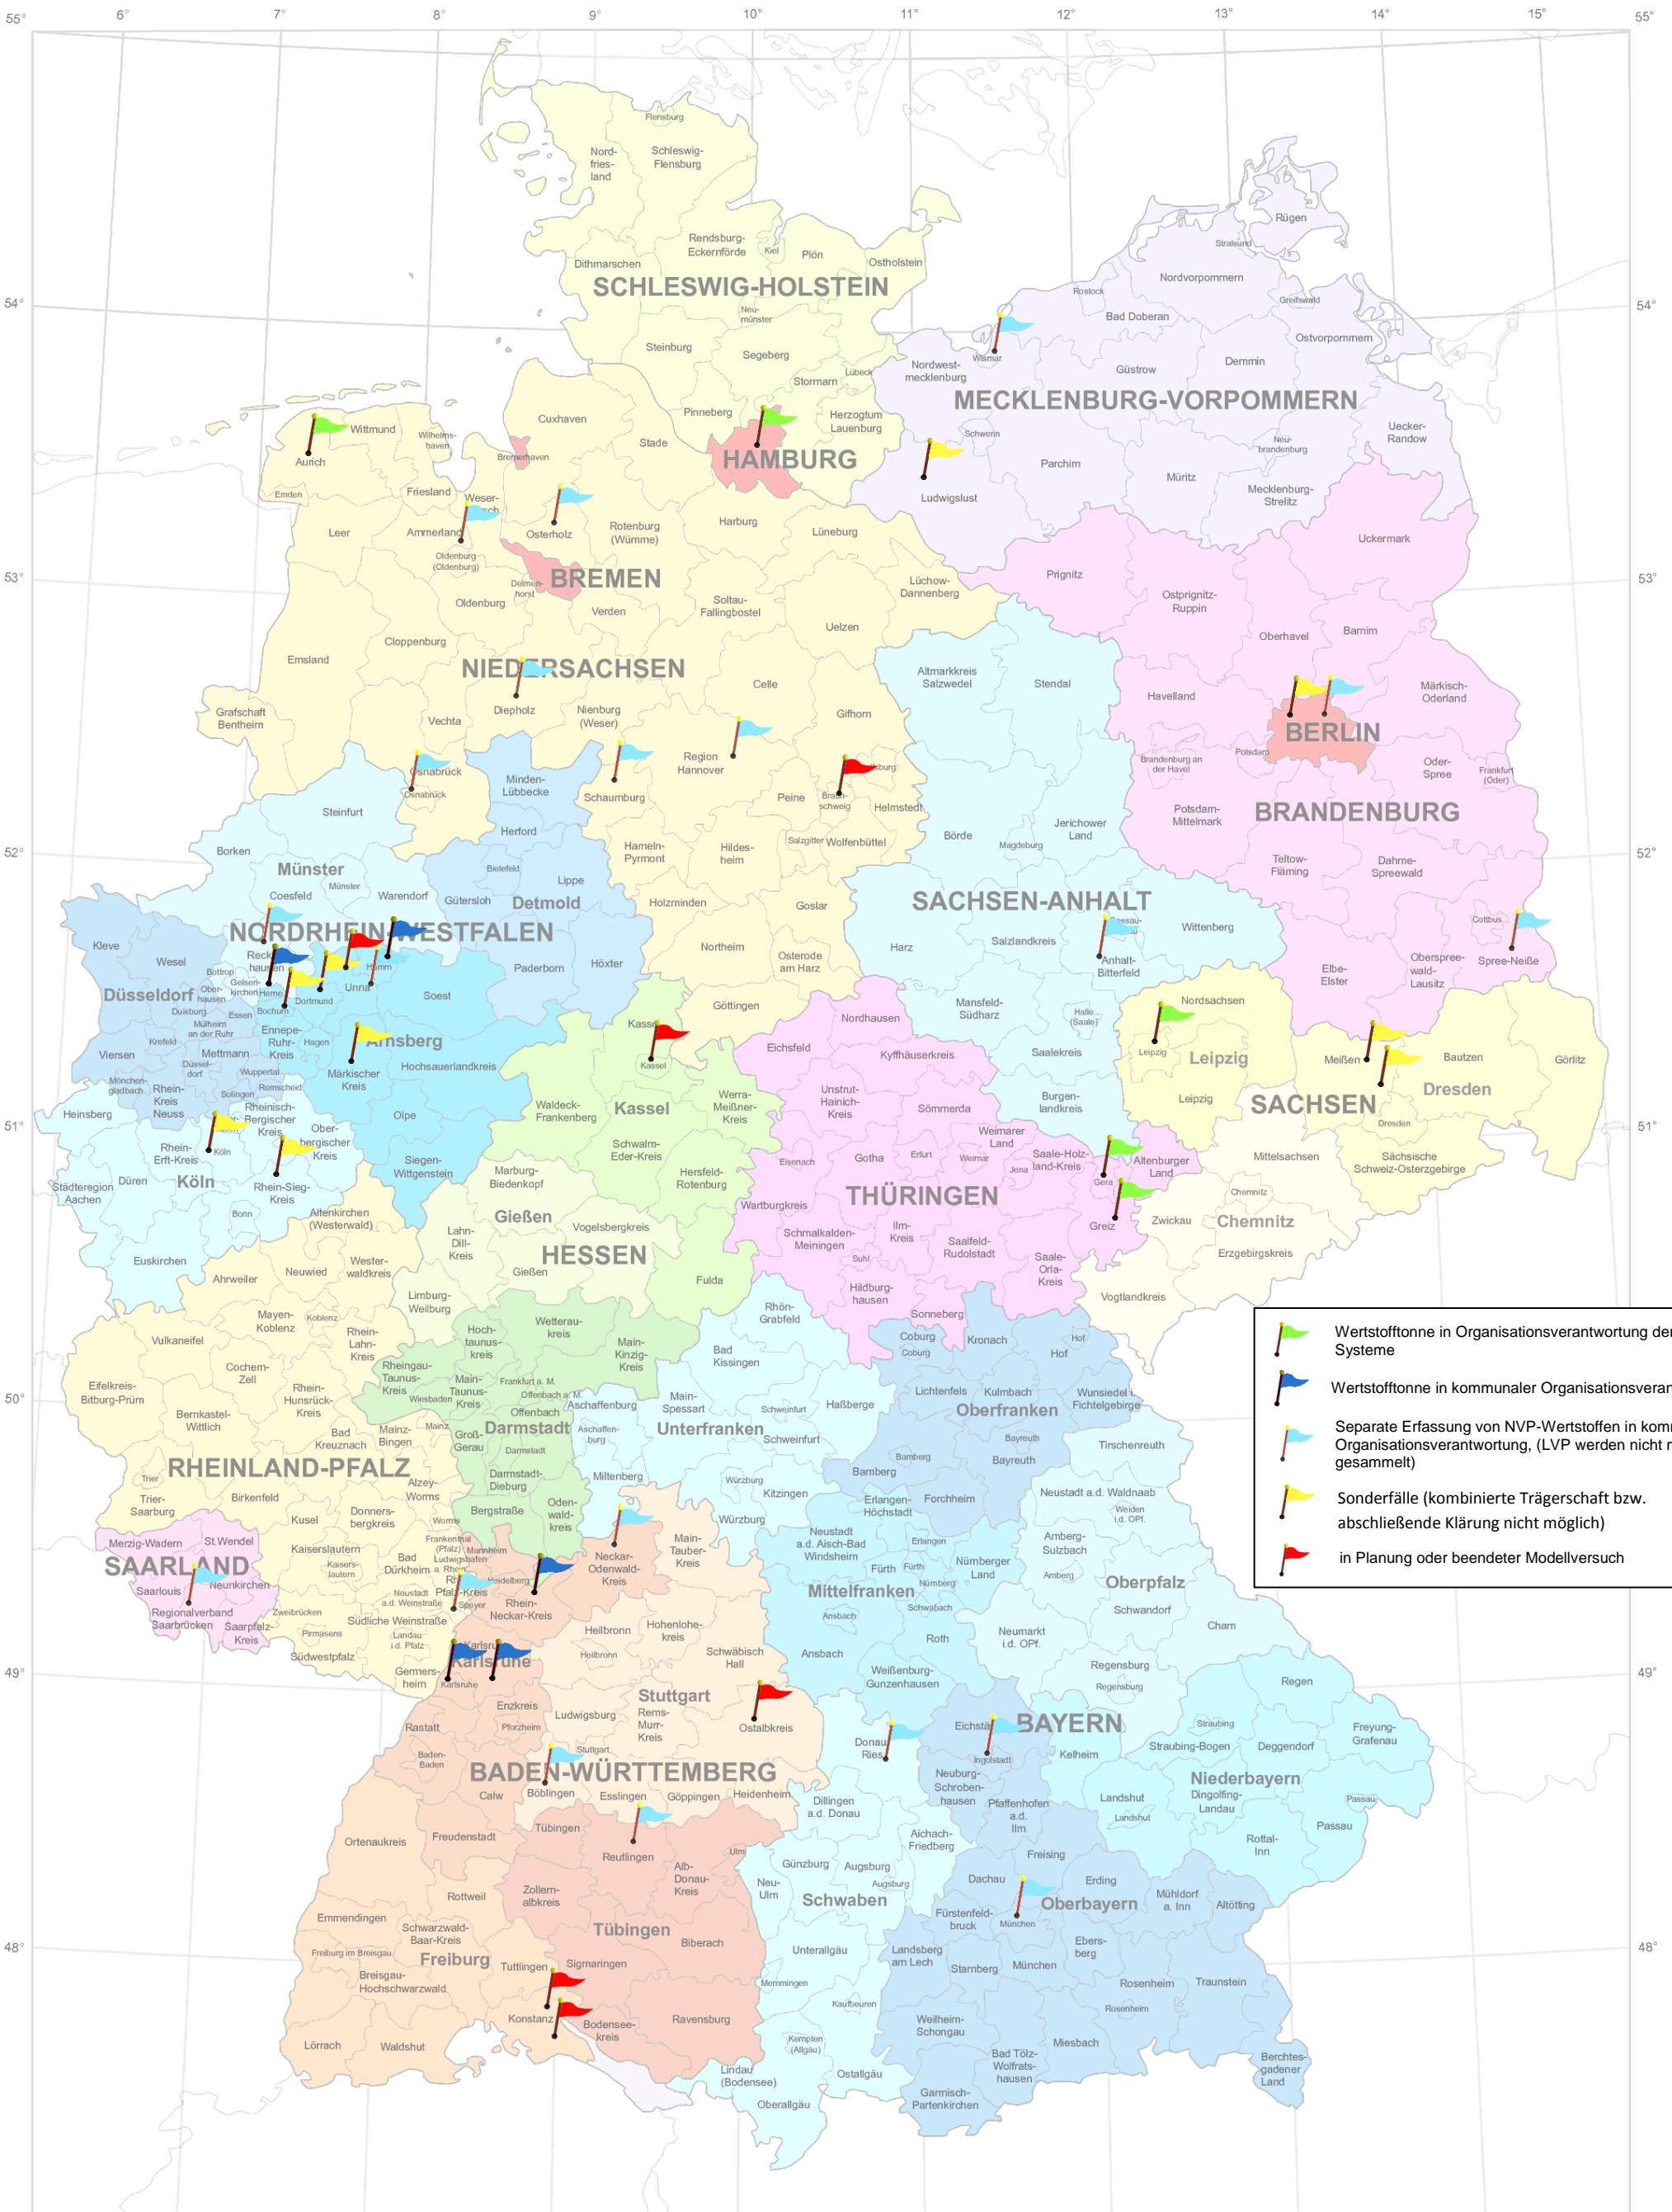 55° 6° 7° 8° 9° 10° 11° 12° 13° 14° 15° 55°
Flensburg
Nord-
fries-
land
Schleswig-
Flensburg
Rügen
Stralsund
Rendsburg-
Eckernförde
Kiel
Plön
Ostholstein
Dithmarschen
SCHLESWIG-HOLSTEIN
Nordvorpommern
Rostock
Greifswald
54°
54°
Neu-
münster
Bad Doberan
Steinburg
Segeberg
Ostvorpommern
Wismar
Nordwest-
mecklenburg
Güstrow
Demmin
Lübeck
Stormarn
MECKLENBURG-VORPOMMERN
Pinneberg
Herzogtum
Lauenburg
Cuxhaven
Wittmund
Wilhelms-
haven
Stade
HAMBURG
Schwerin
Uecker-
Randow
Neu-
brandenburg
Bremerhaven
Aurich
Parchim
Müritz
Mecklenburg-
Strelitz
Emden
Friesland
Weser-
Ludwigslust
Leer
Ammerland
Osterholz
Rotenburg
(Wümme)
Harburg
Lüneburg
Uckermark
Oldenburg
(Oldenburg)
53°
53°
BREMEN
Delmen-
horst
Lüchow-
Dannenberg
Prignitz
Ostprignitz-
Ruppin
Oldenburg
Verden
Soltau-
Fallingbostel
Uelzen
Oberhavel
Barnim
Cloppenburg
Emsland
NIEDERSACHSEN
Altmarkkreis
Salzwedel
Stendal
Celle
Havelland
Märkisch-
Oderland
Grafschaft
Bentheim
Vechta
Diepholz
Nienburg
(Weser)
Gifhorn
BERLIN
Potsdam
Region
Hannover
Brandenburg an
der Havel
Oder-
Spree
Frankfurt
(Oder)
Osnabrück
Osnabrück
Minden-
Lübbecke
Schaumburg
Peine
Braun-
schweig
Helmstedt
Potsdam-
Mittelmark
BRANDENBURG
Steinfurt
Herford
Hameln-
Pyrmont
Hildes-
heim
Salzgitter
Wolfenbüttel
Börde
Magdeburg
Jerichower
Land
52°
52°
Borken
Münster
Bielefeld
Lippe
Teltow-
Fläming
Dahme-
Spreewald
Coesfeld
Münster
Warendorf
Gütersloh
Detmold
Holzminden
Goslar
SACHSEN-ANHALT
Cottbus
NORDRHEIN-WESTFALEN
Wittenberg
Kleve
Wesel
Northeim
Osterode
am Harz
Harz
Salzlandkreis
Anhalt-
Bitterfeld
Elbe-
Elster
Oberspree-
wald-
Lausitz
Spree-Neiße
Paderborn
Höxter
Bottrop
Gelsen-
kirchen
Herne
Hamm
Unna
Soest
Düsseldorf
Ober-
hausen
Dortmund
Duisburg
Essen
Bochum
Göttingen
Mansfeld-
Südharz
Halle
(Saale)
Nordsachsen
Mülheim
an der Ruhr
Krefeld
Ennepe-
Ruhr-
Kreis
Hagen
Arnsberg
Kassel
Kassel
Nordhausen
Eichsfeld
Kyffhäuserkreis
Saalekreis
Leipzig
Leipzig
Meißen
Bautzen
Görlitz
Viersen
Mettmann
Düssel-
dorf
Wuppertal
Märkischer
Kreis
Hochsauerlandkreis
Mönchen-
gladbach
Rhein-
Kreis
Neuss
Remscheid
Solingen
Waldeck-
Frankenberg
Kassel
Werra-
Meißner-
Kreis
Unstrut-
Hainich-
Kreis
Sömmerda
Burgen-
landkreis
Leipzig
SACHSEN
Dresden
Dresden
Heinsberg
Rheinisch-
Bergischer
Kreis
Olpe
51°
51°
Rhein-
Erft-Kreis
Köln
Ober-
bergischer
Kreis
Schwalm-
Eder-Kreis
Weimarer
Land
Eisenach
Gotha
Erfurt
Weimar
Jena
Saale-Holz-
land-Kreis
Altenburger
Land
Mittelsachsen
Sächsische
Schweiz-Osterzgebirge
Städteregion
Aachen
Düren
Köln
Rhein-Sieg-
Kreis
Siegen-
Wittgenstein
Marburg-
Biedenkopf
Hersfeld-
Rotenburg
Gera
Bonn
Altenkirchen
(Westerwald)
Gießen
Wartburgkreis
THÜRINGEN
Chemnitz
Zwickau
Chemnitz
Greiz
Lahn-
Dill-
Kreis
Vogelsbergkreis
Schmalkalden-
Meiningen
Ilm-
Kreis
Saalfeld-
Rudolstadt
Euskirchen
HESSEN
Suhl
Saale-
Orla-
Kreis
Erzgebirgskreis
Ahrweiler
Neuwied
Wester-
waldkreis
Gießen
Fulda
Hildburg-
hausen
Vogtlandkreis
Limburg-
Weilburg
Rhön-
Grabfeld
Sonneberg
Mayen-
Koblenz
Koblenz
Wetterau-
kreis
Coburg
Coburg
Kronach
Hof
Hof
Vulkaneifel
Rhein-
Lahn-
Kreis
Hoch-
taunus-
kreis
Main-
Kinzig-
Kreis
Bad
Kissingen
Wertstofftonne in Organisationsverantwortung der
Systeme
Wertstofftonne in kommunaler Organisationsveran
Separate Erfassung von NVP-Wertstoffen in komm
Organisationsverantwortung, (LVP werden nicht m
gesammelt)
Sonderfälle (kombinierte Trägerschaft bzw.
abschließende Klärung nicht möglich)
in Planung oder beendeter Modellversuch
Cochem-
Zell
Rheingau-
Taunus-
Kreis
Main-
Taunus-
Kreis
Frankfurt a. M.
Eifelkreis-
Bitburg-Prüm
50°
Rhein-
Hunsrück-
Kreis
Wiesbaden
Offenbach a. M.
Aschaffenburg
Main-
Spessart
Schweinfurt
Haßberge
Lichtenfels
Kulmbach
Oberfranken
Wunsiedel i.
Fichtelgebirge
Bernkastel-
Wittlich
Mainz
Offenbach
Unterfranken
Schweinfurt
Bad
Kreuznach
Mainz-
Bingen
Groß-
Gerau
Darmstadt
Darmstadt
Aschaffen-
burg
Bayreuth
Bayreuth
Tirschenreuth
RHEINLAND-PFALZ
Bamberg
Bamberg
Trier
Trier-
Saarburg
Birkenfeld
Alzey-
Worms
Darmstadt-
Dieburg
Miltenberg
Würzburg
Kitzingen
Neustadt a.d. Waldnaab
Kusel
Donners-
bergkreis
Worms
Bergstraße
Oden-
wald-
kreis
Würzburg
Erlangen-
Höchstadt
Forchheim
Weiden
i.d. OPf.
Merzig-Wadern
St.Wendel
Kaiserslautern
Frankenthal
(Pfalz)
Mannheim
Ludwigshafen
a. Rhein
Main-
Tauber-
Kreis
Neustadt
a.d. Aisch-Bad
Windsheim
Erlangen
Amberg-
Sulzbach
SAARLAND
Kaisers-
lautern
Bad
Dürkheim
Neckar-
Odenwald-
Kreis
Fürth
Fürth
Nürnberger
Land
Amberg
Oberpfalz
Saarlouis
Neunkirchen
Neustadt
a.d. Weinstraße
Pfalz-Kreis
Speyer
Heidelberg
Mittelfranken
Nürnberg
Schwabach
Regionalverband
Saarbrücken
Zweibrücken
Südliche Weinstraße
Rhein-
Neckar-Kreis
Ansbach
Schwandorf
Saarpfalz-
Kreis
Pirmasens
Landau
i.d. Pfalz
Heilbronn
Heilbronn
Hohenlohe-
kreis
Roth
Neumarkt
i.d. OPf.
Cham
Südwestpfalz
Karlsruhe
Schwäbisch
Hall
Ansbach
49°
49°
Germers-
heim
Karlsruhe
Weißenburg-
Gunzenhausen
Regensburg
Regensburg
Regen
Enzkreis
Stuttgart
Rastatt
Pforzheim
Ludwigsburg
Rems-
Murr-
Kreis
Ostalbkreis
Donau
Ries
Eichstä
BAYERN
Straubing
Straubing-Bogen
Freyung-
Grafenau
Baden-
Baden
Stuttgart
Ingolstadt
Kelheim
Deggendorf
BADEN-WÜRTTEMBERG
Niederbayern
Calw
Böblingen
Esslingen
Göppingen
Heidenheim
Dillingen
a.d. Donau
Neuburg-
Schroben-
hausen
Pfaffenhofen
a.d.
Ilm
Landshut
Landshut
Dingolfing-
Landau
Passau
Passau
Ortenaukreis
Freudenstadt
Tübingen
Reutlingen
Ulm
Günzburg
Augsburg
Augsburg
Aichach-
Friedberg
Freising
Rottal-
Inn
Alb-
Donau-
Kreis
Neu-
Ulm
Dachau
Erding
Rottweil
Zollern-
albkreis
Schwaben
Oberbayern
Mühldorf
a. Inn
Altötting
Emmendingen
Schwarzwald-
Baar-Kreis
Tübingen
Fürstenfeld-
bruck
München
48°
48°
Freiburg im Breisgau
Freiburg
Tuttlingen
Sigmaringen
Biberach
Unterallgäu
Landsberg
am Lech
Starnberg
München
Ebers-
berg
Breisgau-
Hochschwarzwald
Memmingen
Rosenheim
Rosenheim
Traunstein
Konstanz
Bodensee-
kreis
Ravensburg
Kaufbeuren
Weilheim-
Schongau
Lörrach
Waldshut
Kempten
(Allgäu)
Miesbach
Lindau
(Bodensee)
Ostallgäu
Bad Tölz-
Wolfrats-
hausen
Berchtes-
gadener
Land
Oberallgäu
Garmisch-
Partenkirchen